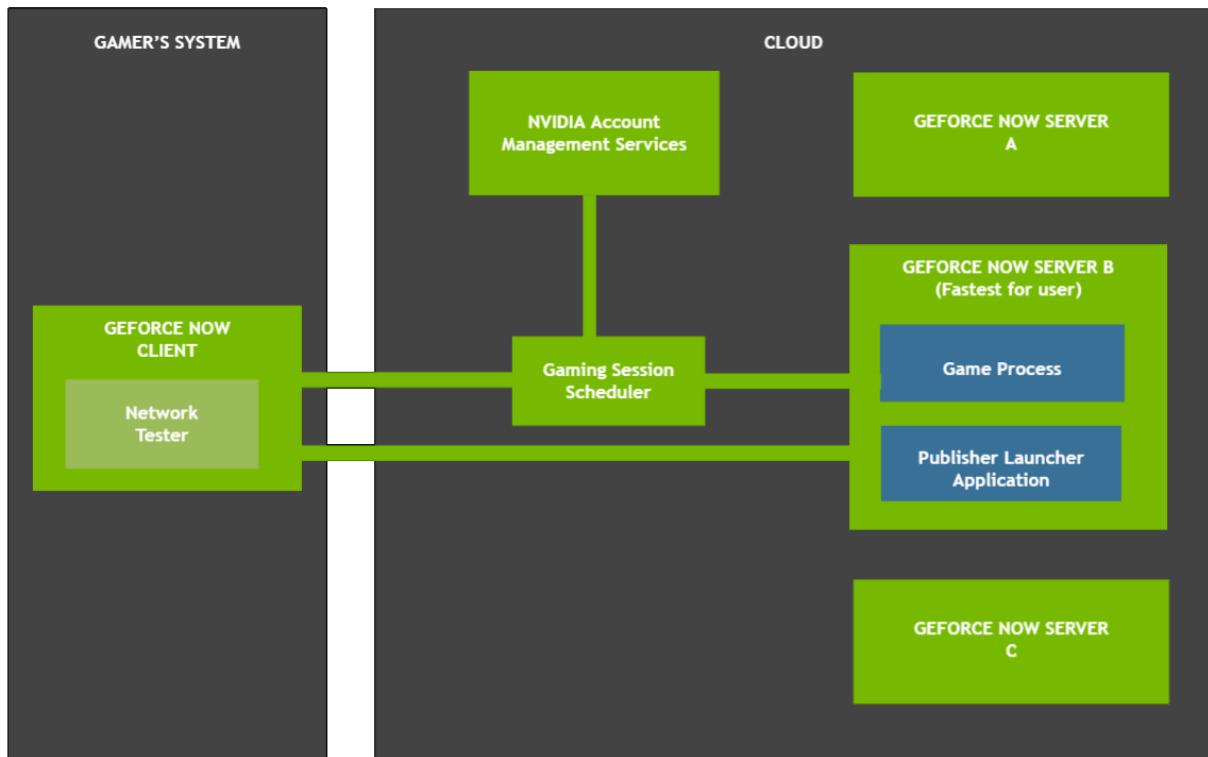 GAMER’S SYSTEM
CLOUD
NVIDIA Account
Management Services
GEFORCE NOW SERVER
A
GEFORCE NOW SERVER B
(Fastest for user)
GEFORCE NOW
CLIENT
Network
Tester
Gaming Session
Scheduler
Game Process
Publisher Launcher
Application
GEFORCE NOW SERVER
C